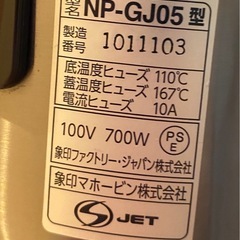 型名 NP-GJ05型
製造番号 1011103
底温度ヒューズ 110℃
蓋温度ヒューズ 167℃
電流ヒューズ 10A
100V 700W PSE
象印ファクトリー・ジャパン株式会社
象印マホービン株式会社
S JET